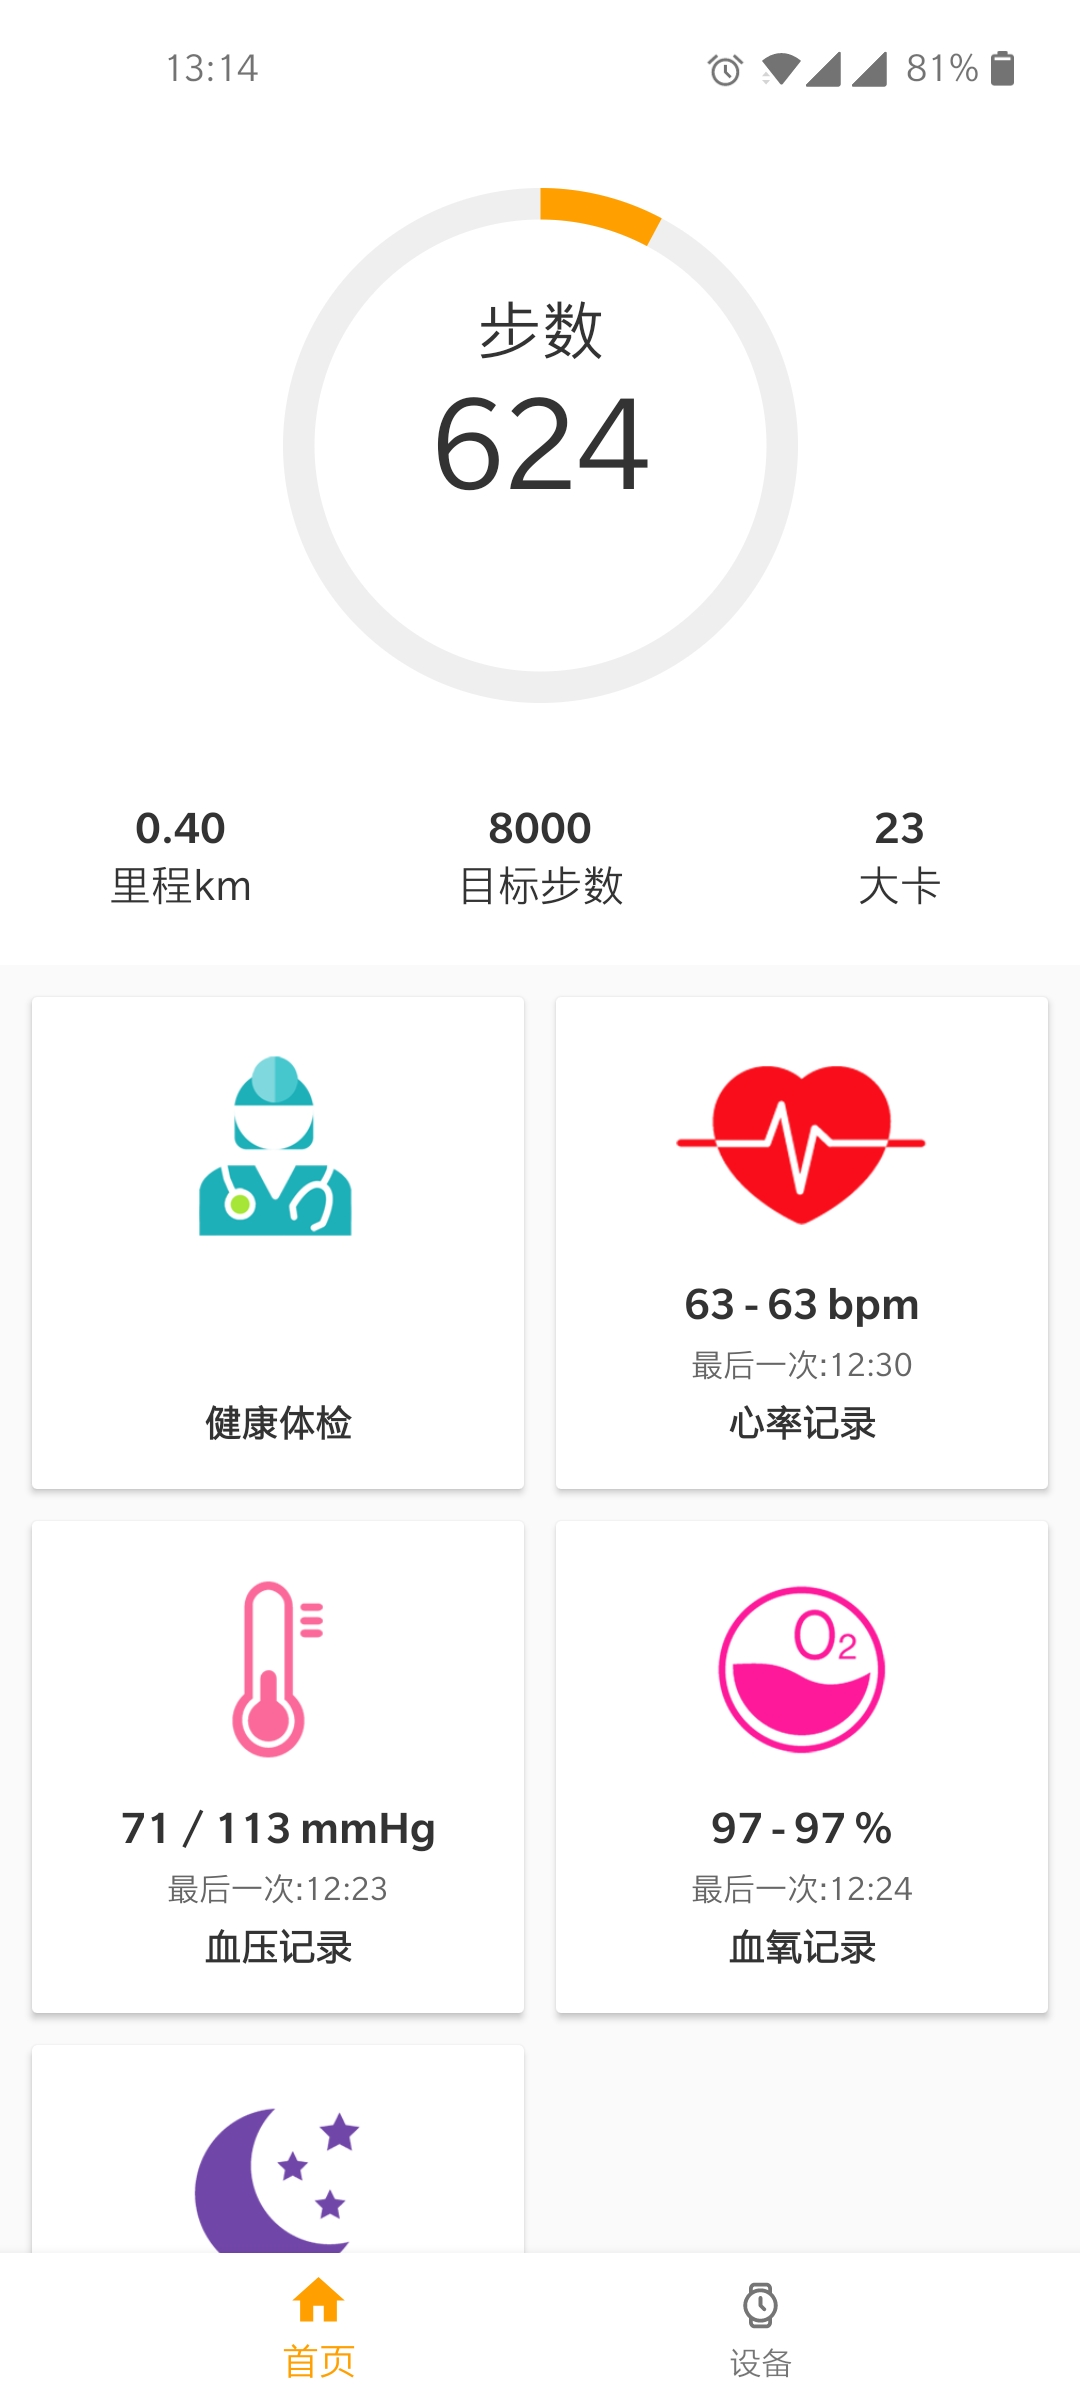 13:14
81%
步数
624
0.40
8000
23
里程km
目标步数
大卡
63 - 63 bpm
最后一次:12:30
健康体检
心率记录
O2
71 / 113 mmHg
97 - 97 %
最后一次:12:23
最后一次:12:24
血压记录
血氧记录
首页
设备